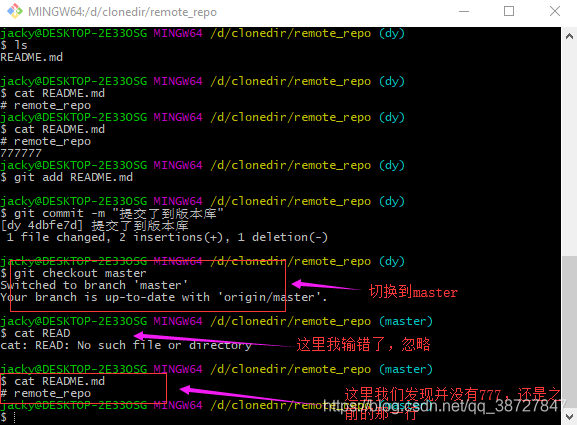 MINGW64:/d/clonedir/remote_repo
jacky@DESKTOP-2E33OSG MINGW64 /d/clonedir/remote_repo (dy)
$ ls
README.md
jacky@DESKTOP-2E33OSG MINGW64 /d/clonedir/remote_repo (dy)
$ cat README.md
# remote_repo
jacky@DESKTOP-2E33OSG MINGW64 /d/clonedir/remote_repo (dy)
$ cat README.md
# remote_repo
777777
jacky@DESKTOP-2E33OSG MINGW64 /d/clonedir/remote_repo (dy)
$ git add README.md
jacky@DESKTOP-2E33OSG MINGW64 /d/clonedir/remote_repo (dy)
$ git commit -m "提交了到版本库"
[dy 4dbfe7d] 提交了到版本库
1 file changed, 2 insertions(+), 1 deletion(-)
jacky@DESKTOP-2E33OSG MINGW64 /d/clonedir/remote_repo (dy)
$ git checkout master
Switched to branch 'master'
Your branch is up-to-date with 'origin/master'.
切换到master
jacky@DESKTOP-2E33OSG MINGW64 /d/clonedir/remote_repo (master)
$ cat READ
cat: READ: No such file or directory
这里我输错了，忽略
jacky@DESKTOP-2E33OSG MINGW64 /d/clonedir/remote_repo (master)
$ cat README.md
# remote_repo
这里我们发现并没有777，还是之
前的那一行
https://blog.csdn.net/qq_38727847
jacky@DESKTOP-2E33OSG MINGW64 /d/clonedir/remote_repo (master)
$